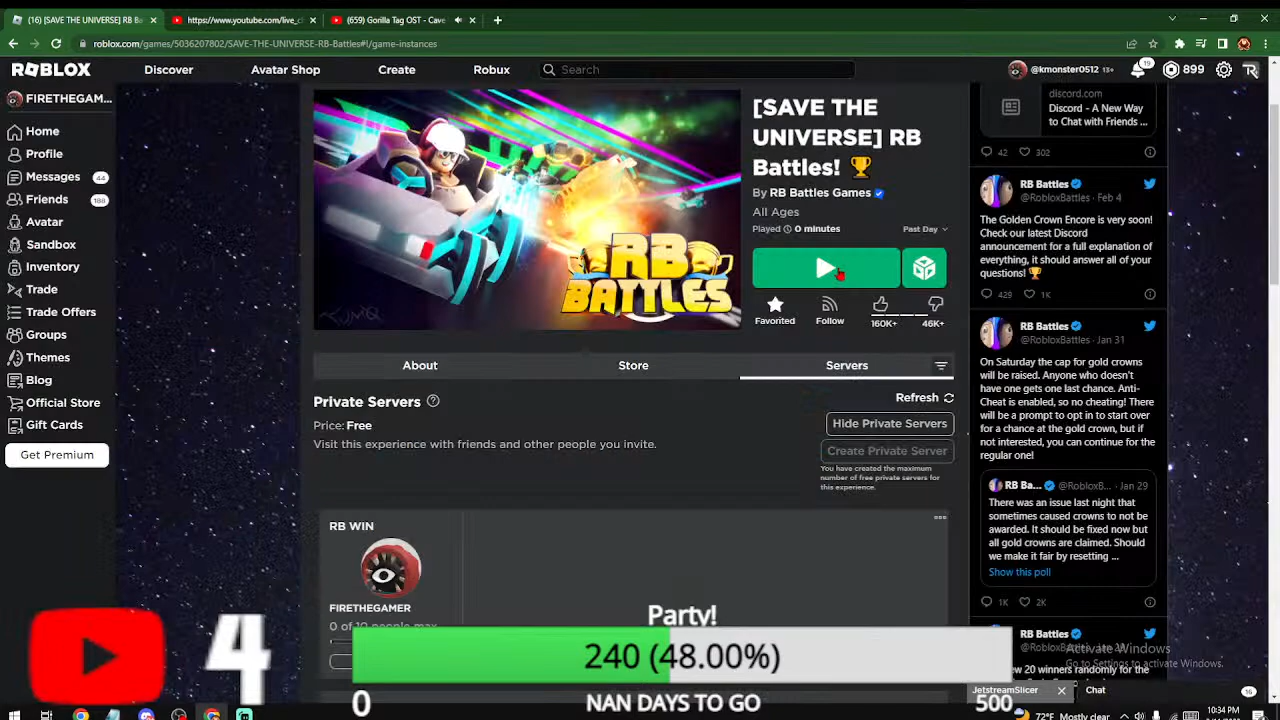 (16) [SAVE THE UNIVERSE] RB Ba
https://www.youtube.com/live_c
(659) Gorilla Tag OST - Cave
roblox.com/games/5036207802/SAVE-THE-UNIVERSE-RB-Battles#!/game-instances
ROBLOX
Discover
Avatar Shop
Create
Robux
Search
@kmonster0512 13+
19
899
FIRETHEGAM...
Home
Profile
Messages 44
Friends 188
Avatar
Sandbox
Inventory
Trade
Trade Offers
Groups
Themes
Blog
Official Store
Gift Cards
Get Premium
RB
BATTLES
[SAVE THE
UNIVERSE] RB
Battles! 🏆
By RB Battles Games
All Ages
Played 0 minutes
Past Day
Favorited
Follow
160K+
46K+
About
Store
Servers
Private Servers
Refresh
Price: Free
Hide Private Servers
Visit this experience with friends and other people you invite.
Create Private Server
You have created the maximum
number of free private servers for
this experience.
RB WIN
FIRETHEGAMER
0 of 10 people max
discord.com
Discord - A New Way
to Chat with Friends ...
42 302
RB Battles
@RobloxBattles · Feb 4
The Golden Crown Encore is very soon!
Check our latest Discord
announcement for a full explanation of
everything, it should answer all of your
questions! 🏆
429 1K
RB Battles
@RobloxBattles · Jan 31
On Saturday the cap for gold crowns
will be raised. Anyone who doesn't
have one gets one last chance. Anti-
Cheat is enabled, so no cheating! There
will be a prompt to opt in to start over
for a chance at the gold crown, but if
not interested, you can continue for the
regular one!
RB Ba... @RobloxB... · Jan 29
There was an issue last night that
sometimes caused crowns to not be
awarded. It should be fixed now but
all gold crowns are claimed. Should
we make it fair by resetting ...
Show this poll
1K 2K
RB Battles
Activate Windows
Go to Settings to activate Windows.
JetstreamSlicer
Chat
16
4
Party!
240 (48.00%)
0
NAN DAYS TO GO
500
72°F Mostly clear
10:34 PM